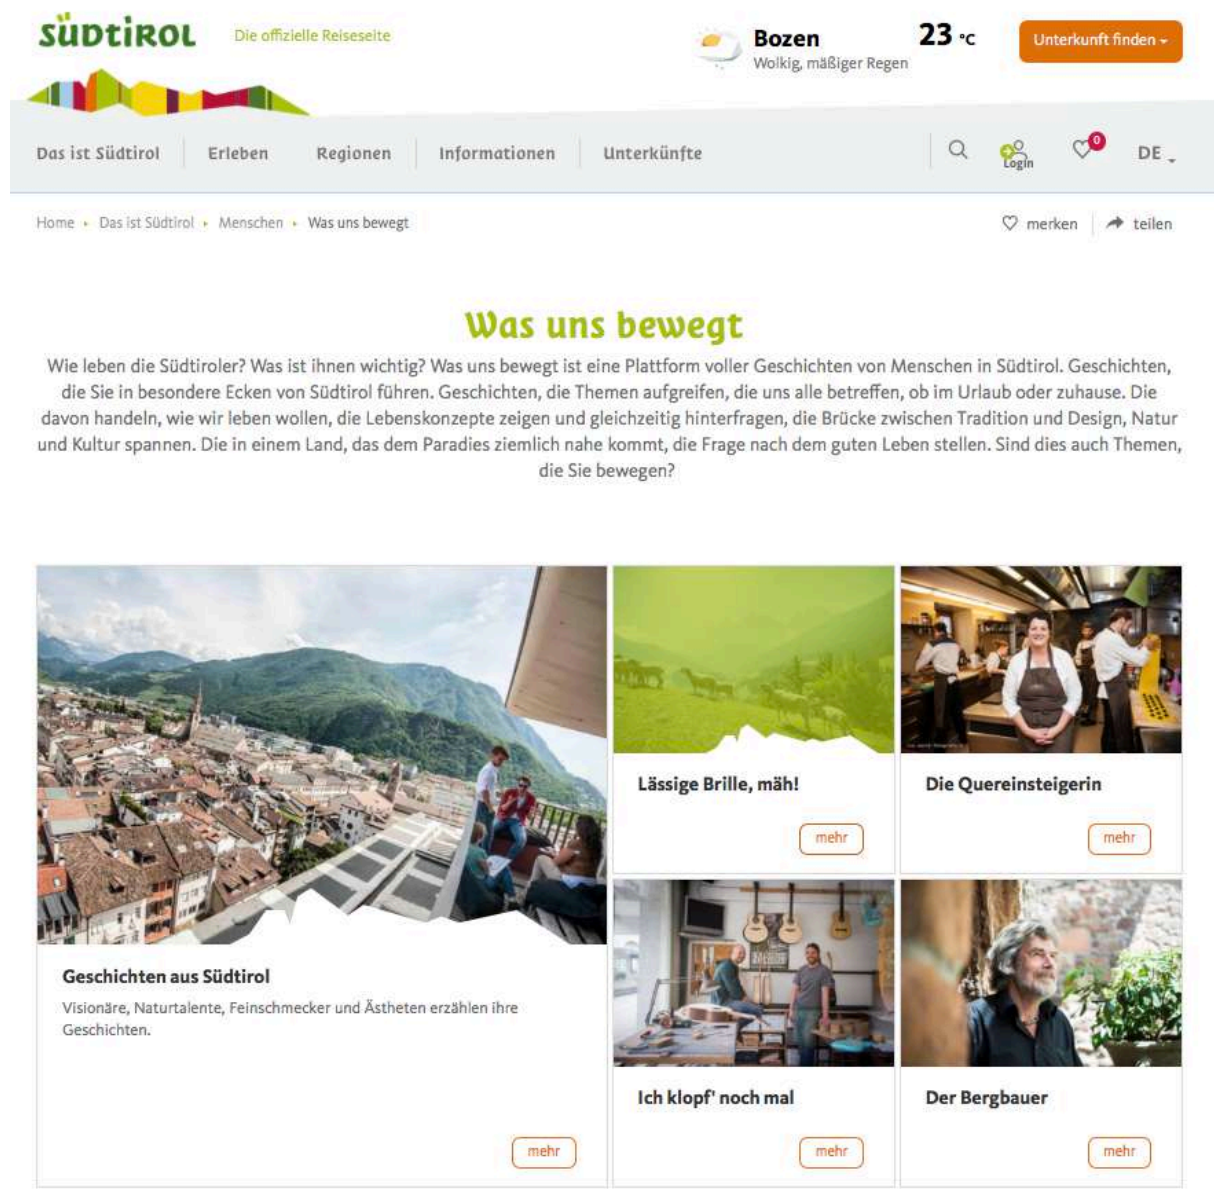 SÜDTIROL
Die offizielle Reiseseite
Bozen
23 °C
Wolkig, mäßiger Regen
Unterkunft finden
Das ist Südtirol
Erleben
Regionen
Informationen
Unterkünfte
Login
0
DE
Home ▸ Das ist Südtirol ▸ Menschen ▸ Was uns bewegt
merken
teilen
Was uns bewegt
Wie leben die Südtiroler? Was ist ihnen wichtig? Was uns bewegt ist eine Plattform voller Geschichten von Menschen in Südtirol. Geschichten,
die Sie in besondere Ecken von Südtirol führen. Geschichten, die Themen aufgreifen, die uns alle betreffen, ob im Urlaub oder zuhause. Die
davon handeln, wie wir leben wollen, die Lebenskonzepte zeigen und gleichzeitig hinterfragen, die Brücke zwischen Tradition und Design, Natur
und Kultur spannen. Die in einem Land, das dem Paradies ziemlich nahe kommt, die Frage nach dem guten Leben stellen. Sind dies auch Themen,
die Sie bewegen?
Geschichten aus Südtirol
Visionäre, Naturtalente, Feinschmecker und Ästheten erzählen ihre
Geschichten.
mehr
Lässige Brille, mäh!
mehr
Die Quereinsteigerin
mehr
Ich klopf' noch mal
mehr
Der Bergbauer
mehr